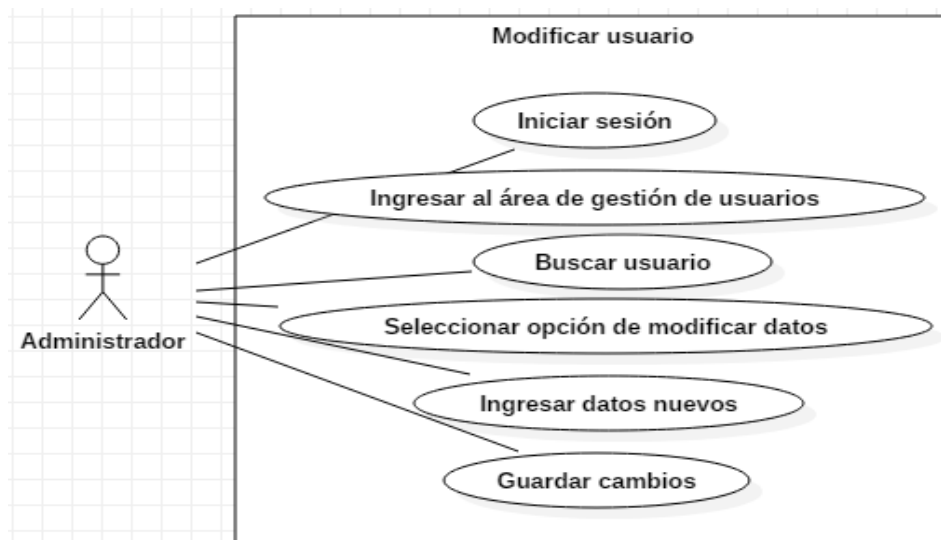 Modificar usuario
Iniciar sesión
Ingresar al área de gestión de usuarios
Buscar usuario
Seleccionar opción de modificar datos
Administrador
Ingresar datos nuevos
Guardar cambios